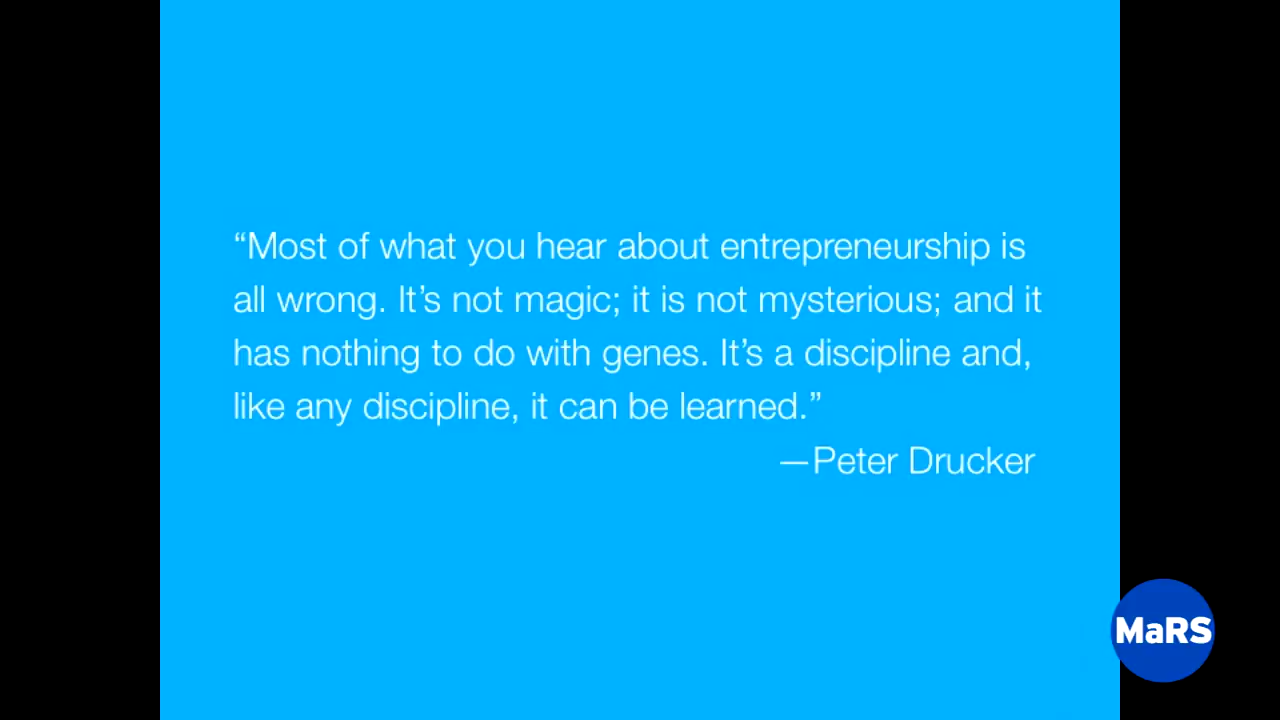 “Most of what you hear about entrepreneurship is
all wrong. It’s not magic; it is not mysterious; and it
has nothing to do with genes. It’s a discipline and,
like any discipline, it can be learned.”
—Peter Drucker
MaRS